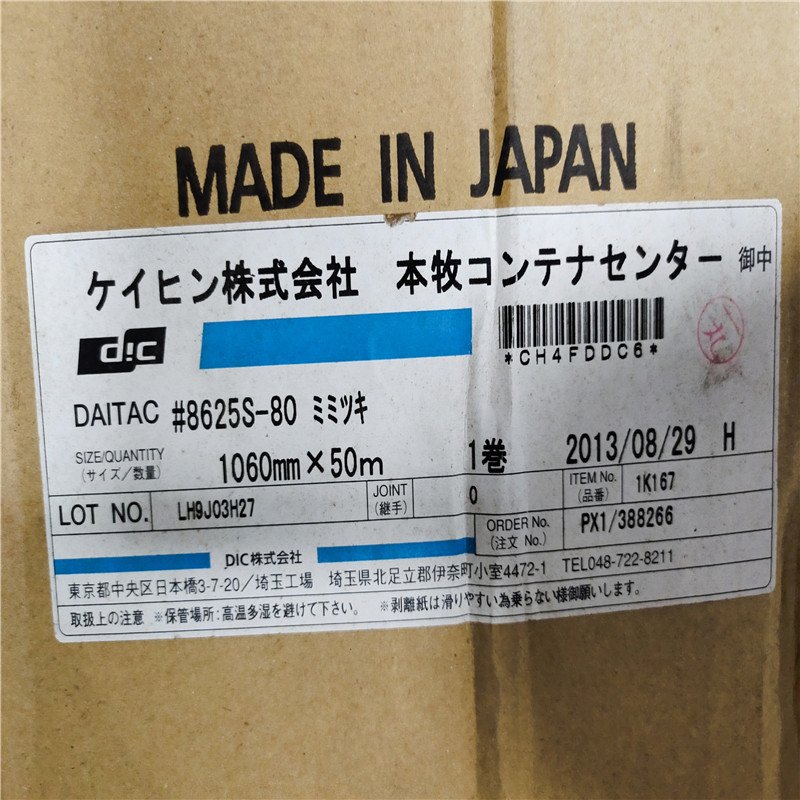 MADE IN JAPAN
ケイヒン株式会社 本牧コンテナセンター 御中
dic
*CH4FDDC6*
DAITAC #8625S-80 ミミツキ
SIZE/QUANTITY
(サイズ/数量) 1060mm×50m 1巻 2013/08/29 H
LOT NO. LH9J03H27 JOINT (継手) 0 ITEM No. (品番) 1K167
ORDER No. (注文 No.) PX1/388266
DIC株式会社
東京都中央区日本橋3-7-20/埼玉工場 埼玉県北足立郡伊奈町小室4472-1 TEL048-722-8211
取扱上の注意 ※保管場所:高温多湿を避けて下さい。 ※剥離紙は滑りやすい為乗らない様御願いします。